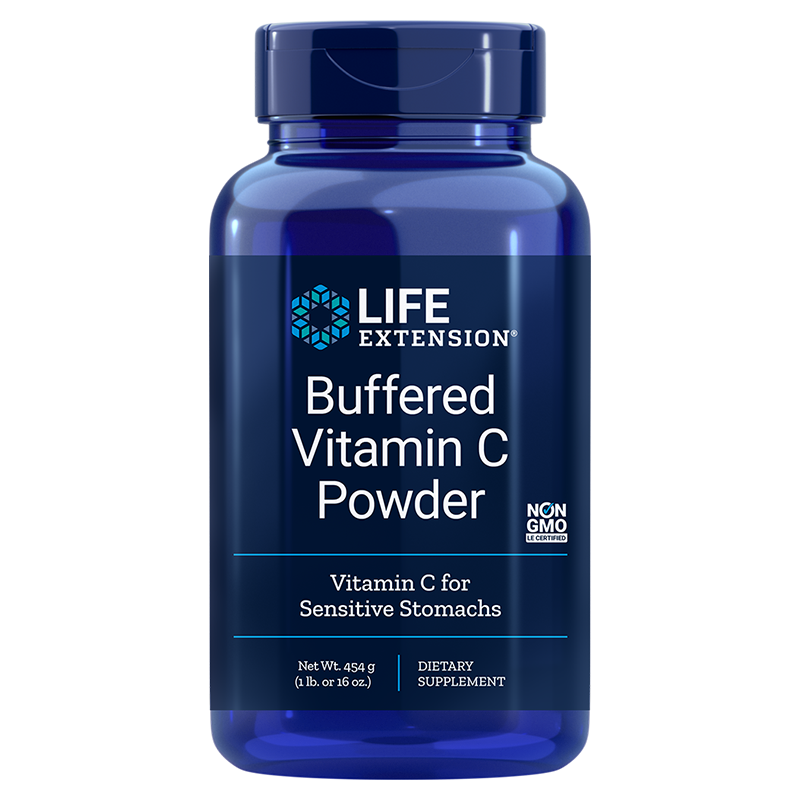 LIFE
EXTENSION®
Buffered
Vitamin C
Powder
NON
GMO
LE CERTIFIED
Vitamin C for
Sensitive Stomachs
Net Wt. 454 g
(1 lb. or 16 oz.)
DIETARY
SUPPLEMENT